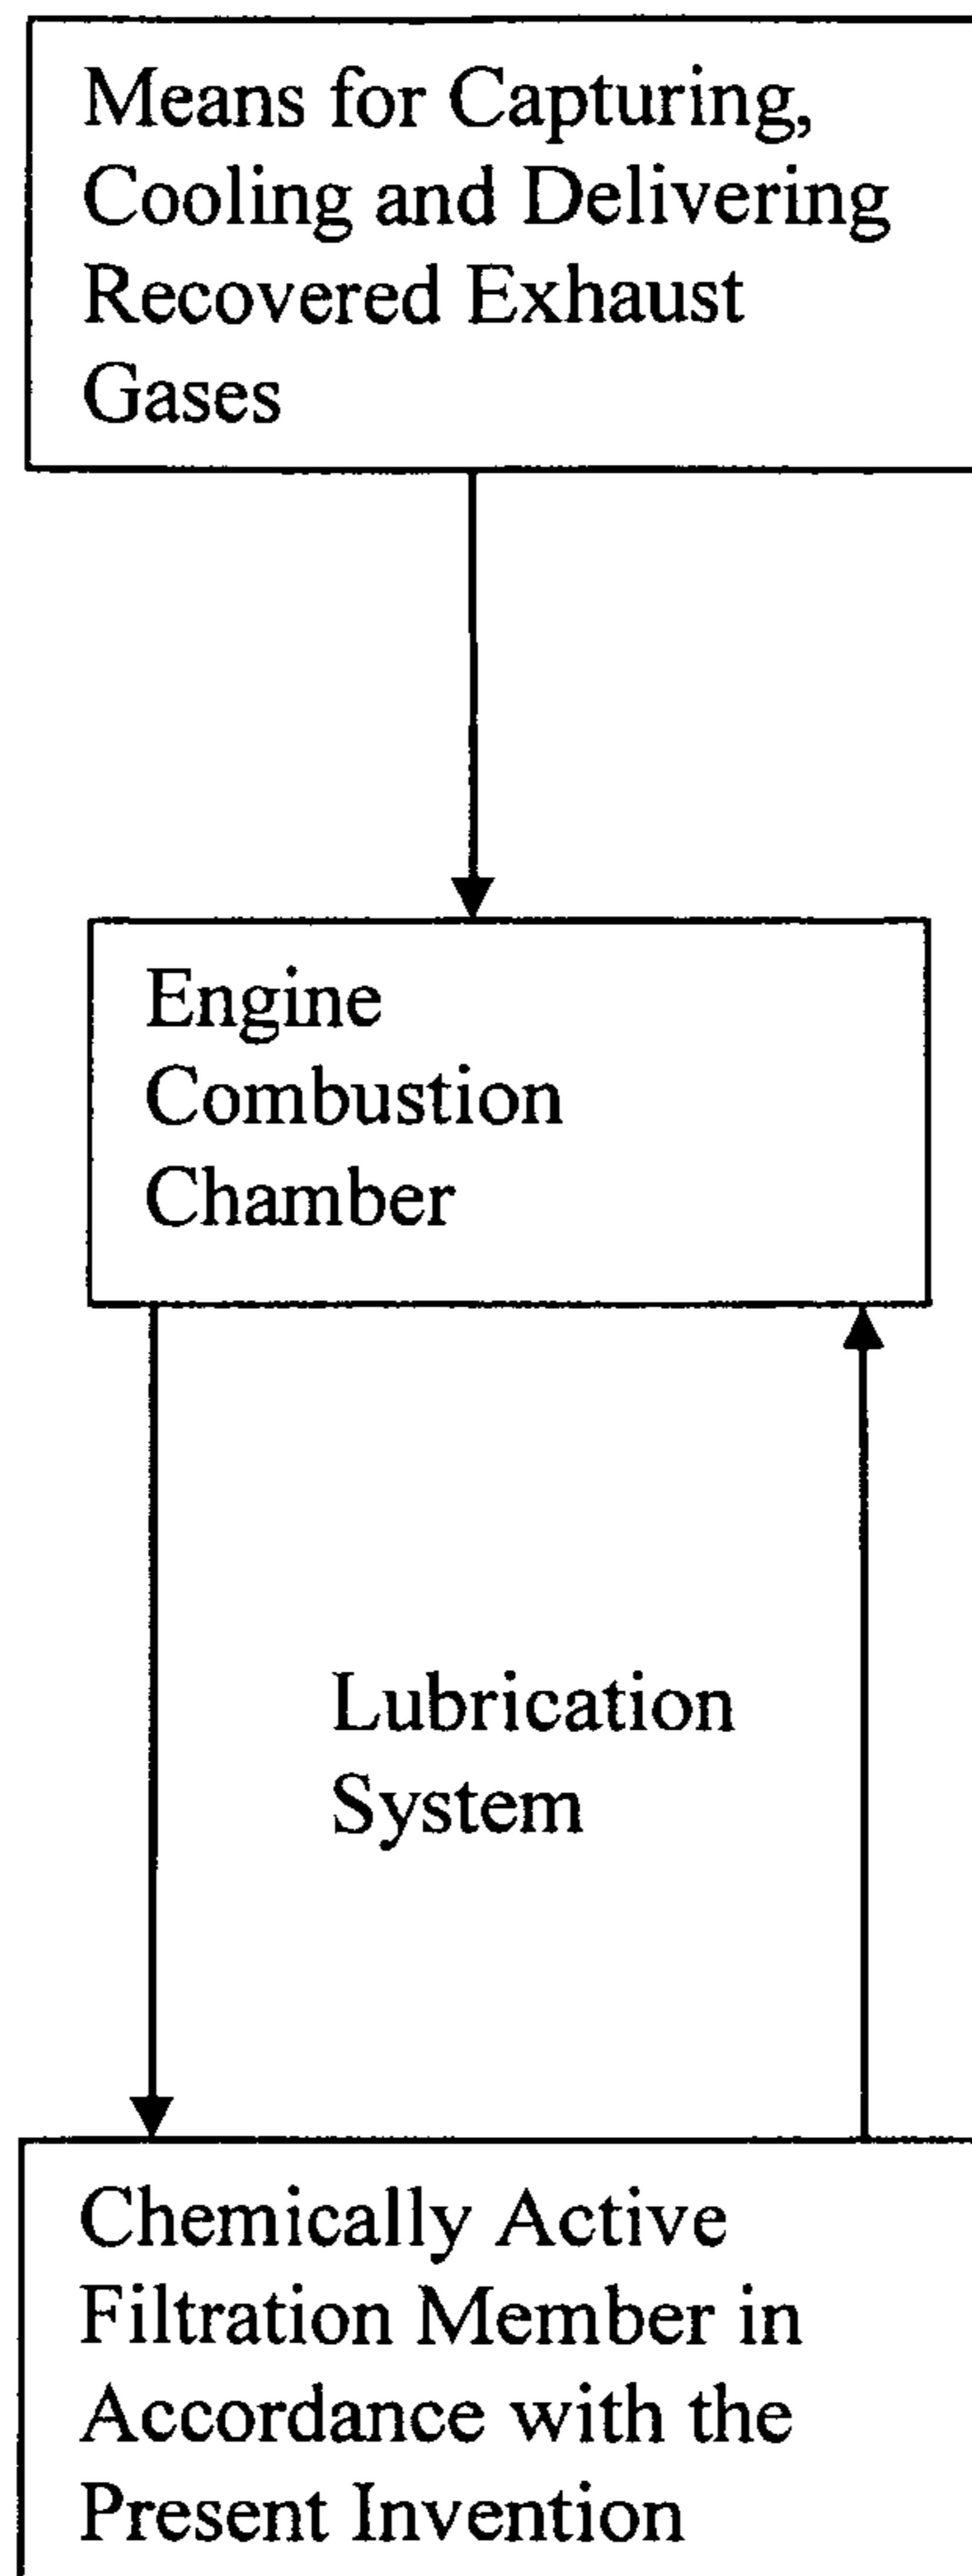 Means for Capturing,
Cooling and Delivering
Recovered Exhaust
Gases
Engine
Combustion
Chamber
Lubrication
System
Chemically Active
Filtration Member in
Accordance with the
Present Invention